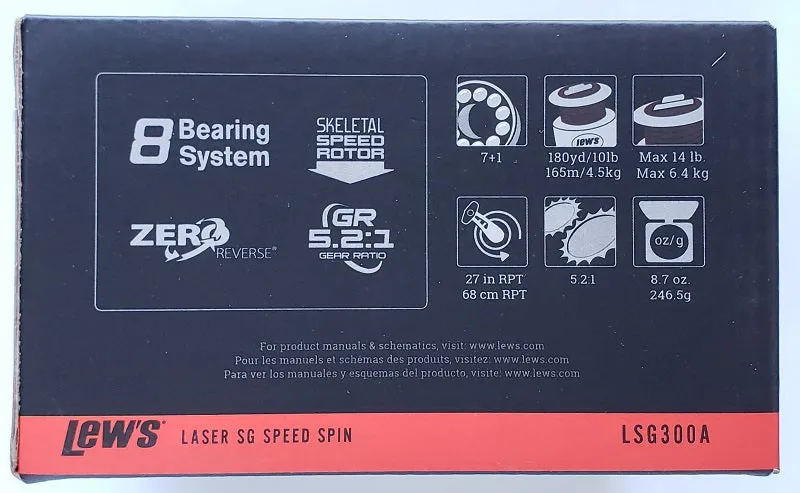 8 Bearing
System
SKELETAL
SPEED
ROTOR
ZERO
REVERSE®
GR
5.2:1
GEAR RATIO
7+1
LEW'S
180yd/10lb
165m/4.5kg
Max 14 lb.
Max 6.4 kg
27 in RPT
68 cm RPT
5.2:1
oz/g
8.7 oz.
246.5g
For product manuals & schematics, visit: www.lews.com
Pour les manuels et schémas des produits, visitez: www.lews.com
Para ver los manuales y esquemas del producto, visite: www.lews.com
LEW'S® LASER SG SPEED SPIN LSG300A